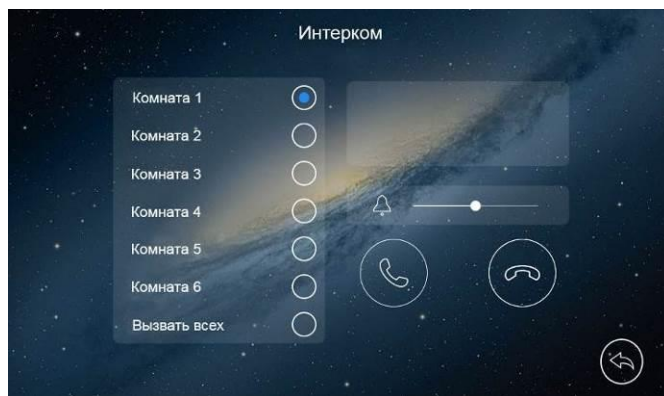 Интерком
Комната 1
Комната 2
Комната 3
Комната 4
Комната 5
Комната 6
Вызвать всех